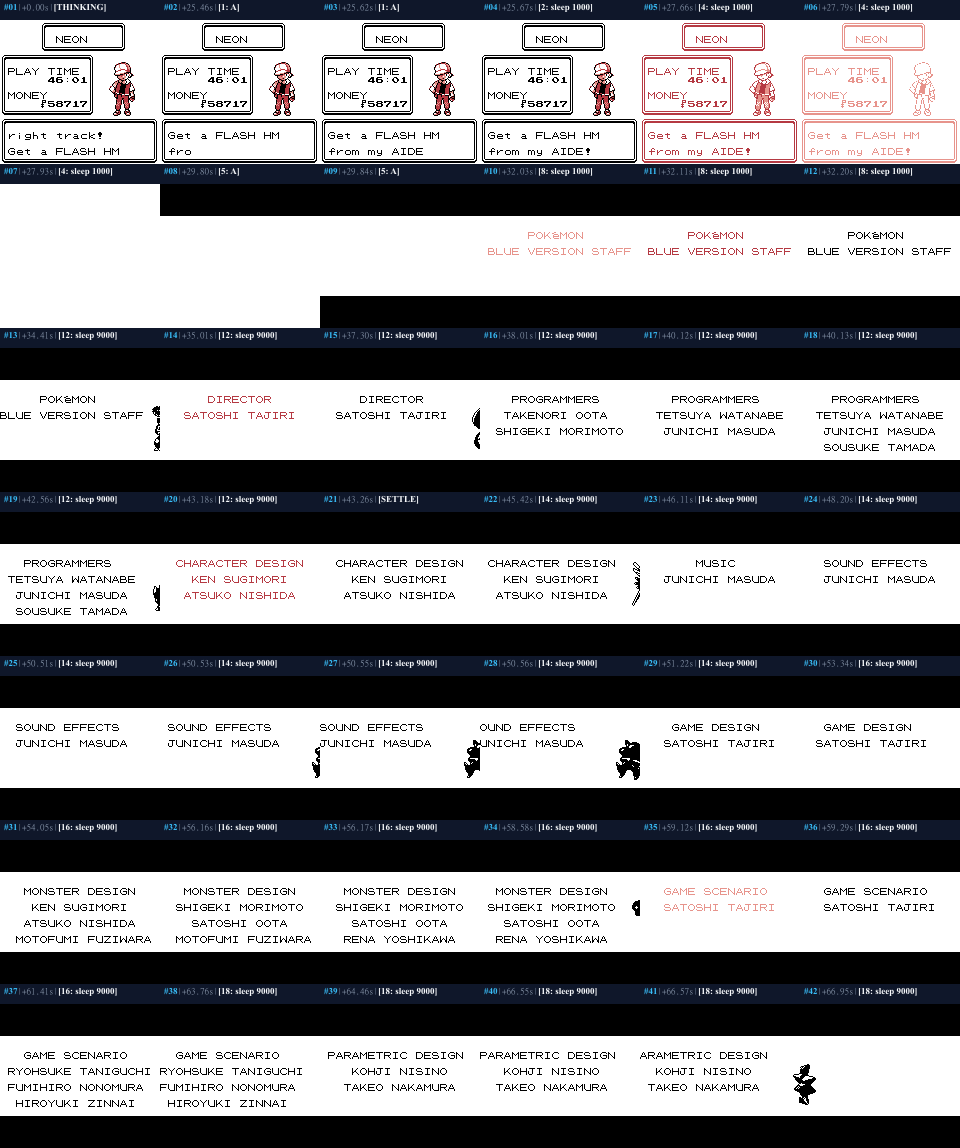 #01|+0.00s|[THINKING] #02|+25.46s|[1: A] #03|+25.62s|[1: A] #04|+25.67s|[2: sleep 1000] #05|+27.66s|[4: sleep 1000] #06|+27.79s|[4: sleep 1000]
NEON NEON NEON NEON NEON NEON
PLAY TIME PLAY TIME PLAY TIME PLAY TIME PLAY TIME PLAY TIME
46:01 46:01 46:01 46:01 46:01 46:01
MONEY MONEY MONEY MONEY MONEY MONEY
₽58717 ₽58717 ₽58717 ₽58717 ₽58717 ₽58717
right track! Get a FLASH HM Get a FLASH HM Get a FLASH HM Get a FLASH HM Get a FLASH HM
Get a FLASH HM fro from my AIDE from my AIDE! from my AIDE! from my AIDE!
#07|+27.93s|[4: sleep 1000] #08|+29.80s|[5: A] #09|+29.84s|[5: A] #10|+32.03s|[8: sleep 1000] #11|+32.11s|[8: sleep 1000] #12|+32.20s|[8: sleep 1000]
POKéMON POKéMON POKéMON
BLUE VERSION STAFF BLUE VERSION STAFF BLUE VERSION STAFF
#13|+34.41s|[12: sleep 9000] #14|+35.01s|[12: sleep 9000] #15|+37.30s|[12: sleep 9000] #16|+38.01s|[12: sleep 9000] #17|+40.12s|[12: sleep 9000] #18|+40.13s|[12: sleep 9000]
POKéMON DIRECTOR DIRECTOR PROGRAMMERS PROGRAMMERS PROGRAMMERS
BLUE VERSION STAFF SATOSHI TAJIRI SATOSHI TAJIRI TAKENORI OOTA TETSUYA WATANABE TETSUYA WATANABE
SHIGEKI MORIMOTO JUNICHI MASUDA JUNICHI MASUDA
SOUSUKE TAMADA
#19|+42.56s|[12: sleep 9000] #20|+43.18s|[12: sleep 9000] #21|+43.26s|[SETTLE] #22|+45.42s|[14: sleep 9000] #23|+46.11s|[14: sleep 9000] #24|+48.20s|[14: sleep 9000]
PROGRAMMERS CHARACTER DESIGN CHARACTER DESIGN CHARACTER DESIGN MUSIC SOUND EFFECTS
TETSUYA WATANABE KEN SUGIMORI KEN SUGIMORI KEN SUGIMORI JUNICHI MASUDA JUNICHI MASUDA
JUNICHI MASUDA ATSUKO NISHIDA ATSUKO NISHIDA ATSUKO NISHIDA
SOUSUKE TAMADA
#25|+50.51s|[14: sleep 9000] #26|+50.53s|[14: sleep 9000] #27|+50.55s|[14: sleep 9000] #28|+50.56s|[14: sleep 9000] #29|+51.22s|[14: sleep 9000] #30|+53.34s|[16: sleep 9000]
SOUND EFFECTS SOUND EFFECTS SOUND EFFECTS OUND EFFECTS GAME DESIGN GAME DESIGN
JUNICHI MASUDA JUNICHI MASUDA JUNICHI MASUDA UNICHI MASUDA SATOSHI TAJIRI SATOSHI TAJIRI
#31|+54.05s|[16: sleep 9000] #32|+56.16s|[16: sleep 9000] #33|+56.17s|[16: sleep 9000] #34|+58.58s|[16: sleep 9000] #35|+59.12s|[16: sleep 9000] #36|+59.29s|[16: sleep 9000]
MONSTER DESIGN MONSTER DESIGN MONSTER DESIGN MONSTER DESIGN GAME SCENARIO GAME SCENARIO
KEN SUGIMORI SHIGEKI MORIMOTO SHIGEKI MORIMOTO SHIGEKI MORIMOTO SATOSHI TAJIRI SATOSHI TAJIRI
ATSUKO NISHIDA SATOSHI OOTA SATOSHI OOTA SATOSHI OOTA
MOTOFUMI FUZIWARA MOTOFUMI FUZIWARA RENA YOSHIKAWA RENA YOSHIKAWA
#37|+61.41s|[16: sleep 9000] #38|+63.76s|[18: sleep 9000] #39|+64.46s|[18: sleep 9000] #40|+66.55s|[18: sleep 9000] #41|+66.57s|[18: sleep 9000] #42|+66.95s|[18: sleep 9000]
GAME SCENARIO GAME SCENARIO PARAMETRIC DESIGN PARAMETRIC DESIGN ARAMETRIC DESIGN
RYOHSUKE TANIGUCHI RYOHSUKE TANIGUCHI KOHJI NISINO KOHJI NISINO KOHJI NISINO
FUMIHIRO NONOMURA FUMIHIRO NONOMURA TAKEO NAKAMURA TAKEO NAKAMURA TAKEO NAKAMURA
HIROYUKI ZINNAI HIROYUKI ZINNAI